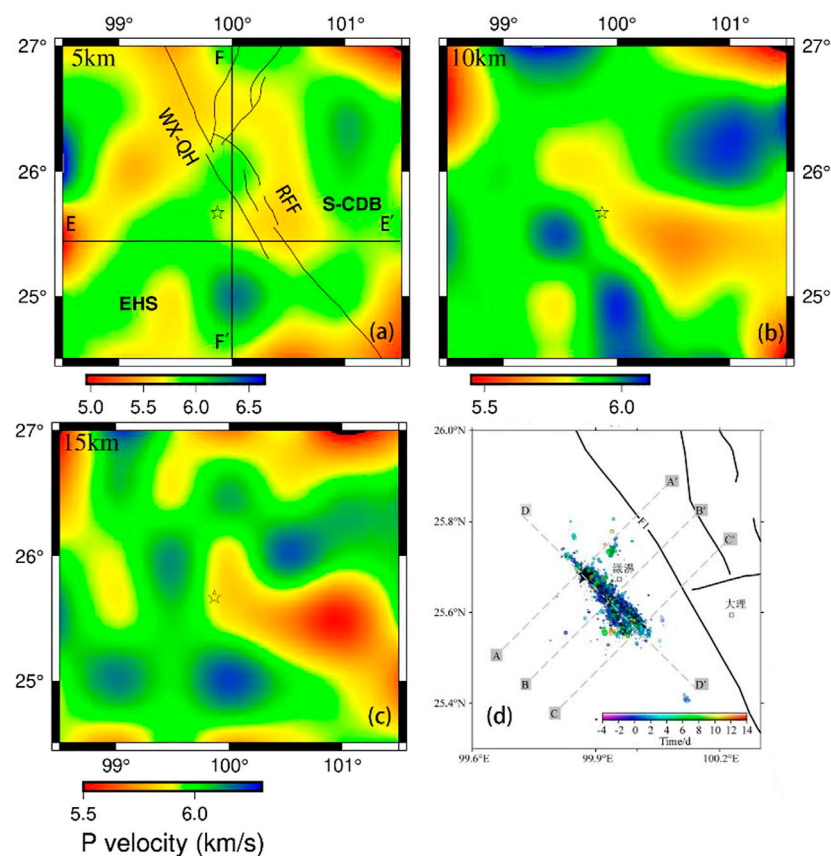 99° 100° 101°
27°
5km
F
WX-QH
26°
RFF
S-CDB
E
E′
25°
EHS
F′
(a)
5.0 5.5 6.0 6.5
100° 101°
10km
27°
26°
25°
(b)
5.5 6.0
27°
15km
26°
25°
(c)
99° 100° 101°
5.5 6.0
P velocity (km/s)
26.0°N
25.8°N
25.6°N
25.4°N
A′
D
B′
F1
C′
漾濞
大理
A
B
D′
C
(d)
-4 -2 0 2 4 6 8 10 12 14
Time/d
99.6°E 99.9°E 100.2°E